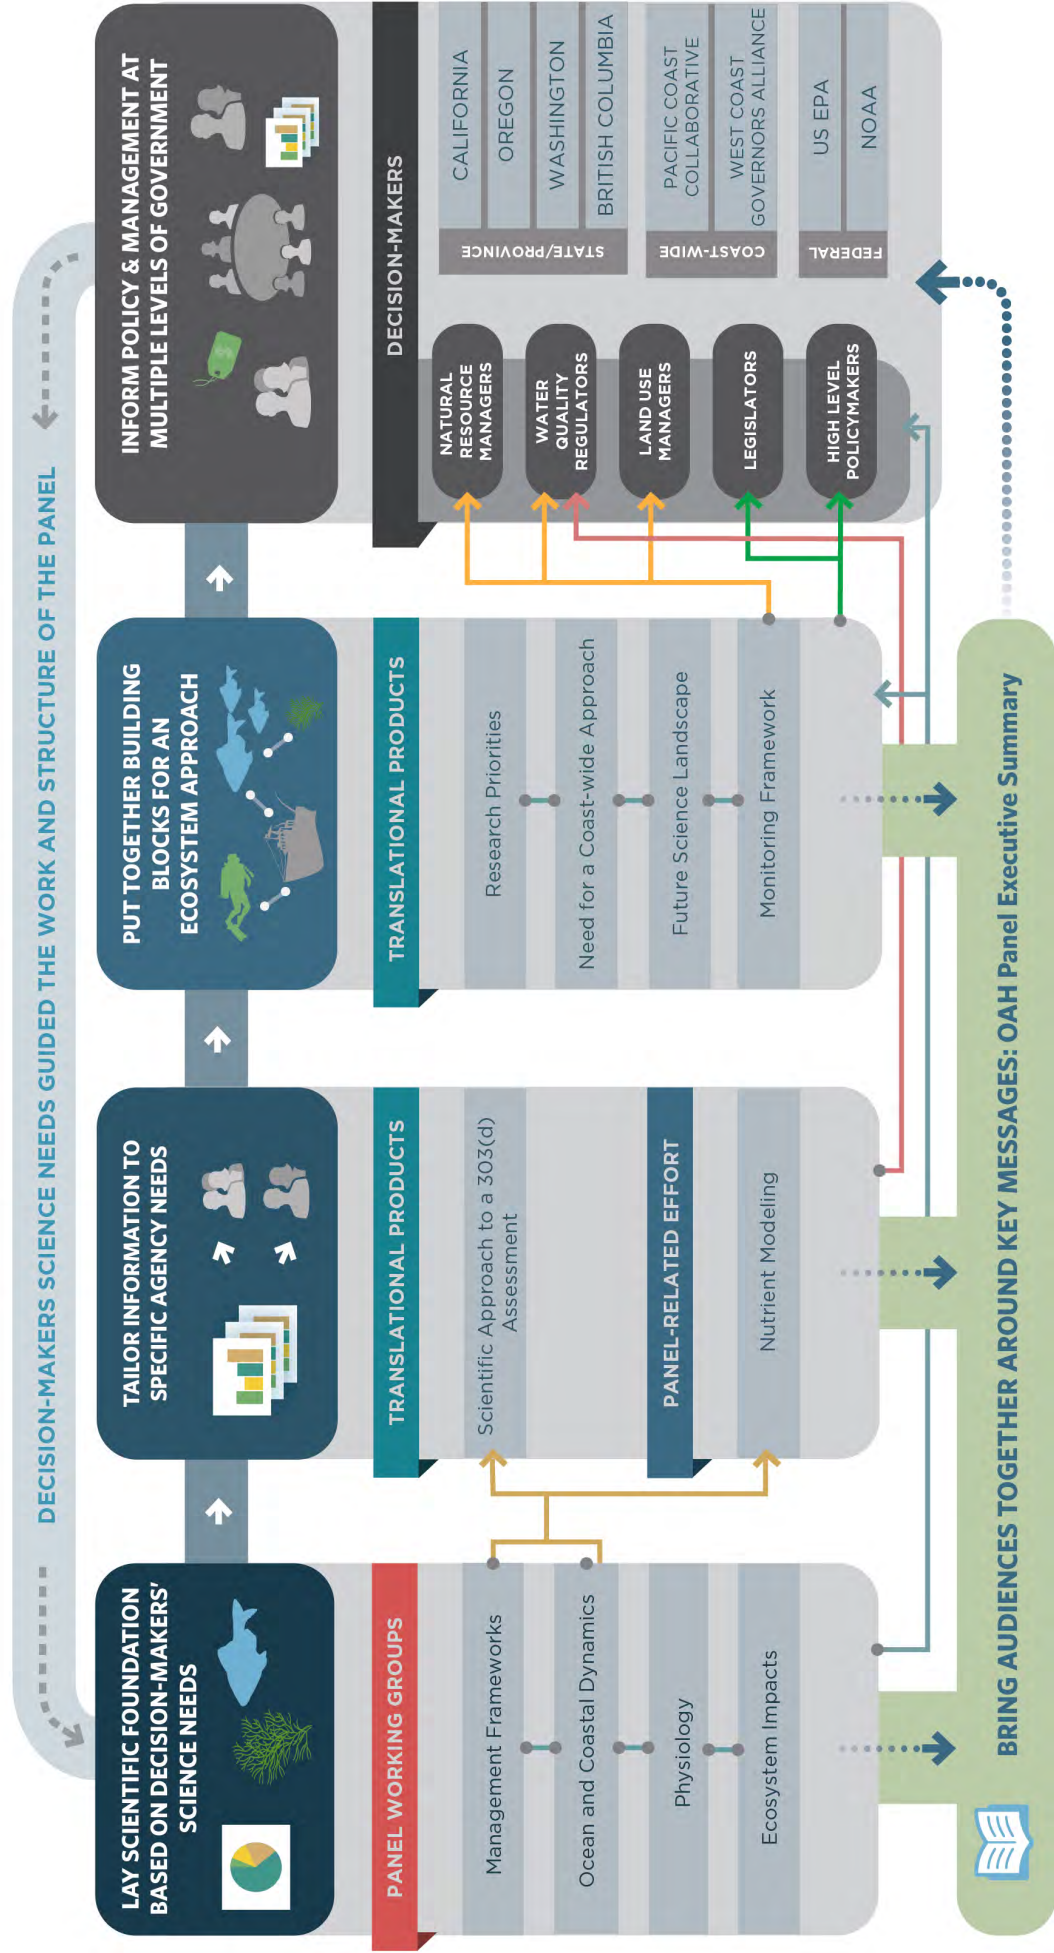 DECISION-MAKERS SCIENCE NEEDS GUIDED THE WORK AND STRUCTURE OF THE PANEL
LAY SCIENTIFIC FOUNDATION
BASED ON DECISION-MAKERS'
SCIENCE NEEDS
PANEL WORKING GROUPS
Management Frameworks
Ocean and Coastal Dynamics
Physiology
Ecosystem Impacts
TAILOR INFORMATION TO
SPECIFIC AGENCY NEEDS
TRANSLATIONAL PRODUCTS
Scientific Approach to a 303(d)
Assessment
PANEL-RELATED EFFORT
Nutrient Modeling
PUT TOGETHER BUILDING
BLOCKS FOR AN
ECOSYSTEM APPROACH
TRANSLATIONAL PRODUCTS
Research Priorities
Need for a Coast-wide Approach
Future Science Landscape
Monitoring Framework
INFORM POLICY & MANAGEMENT AT
MULTIPLE LEVELS OF GOVERNMENT
$
DECISION-MAKERS
NATURAL
RESOURCE
MANAGERS
WATER
QUALITY
REGULATORS
LAND USE
MANAGERS
LEGISLATORS
HIGH LEVEL
POLICYMAKERS
STATE/PROVINCE
CALIFORNIA
OREGON
WASHINGTON
BRITISH COLUMBIA
COAST-WIDE
PACIFIC COAST
COLLABORATIVE
WEST COAST
GOVERNORS ALLIANCE
FEDERAL
US EPA
NOAA
BRING AUDIENCES TOGETHER AROUND KEY MESSAGES: OAH Panel Executive Summary